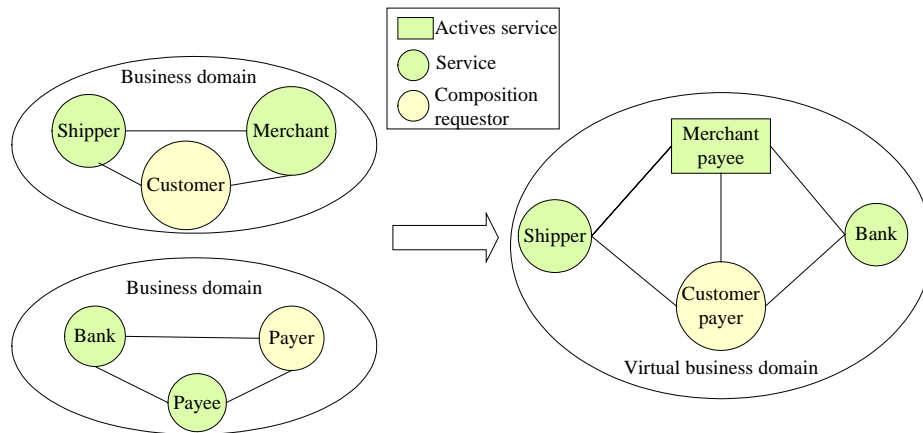 Actives service
Service
Composition
requestor
Business domain
Shipper
Merchant
Customer
Business domain
Bank
Payer
Payee
Merchant
payee
Shipper
Bank
Customer
payer
Virtual business domain